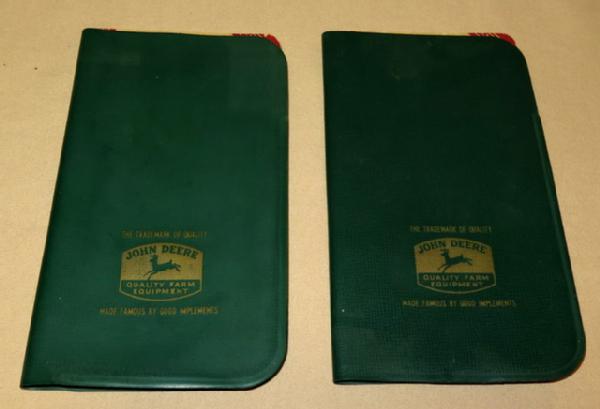 THE TRADEMARK OF QUALITY
JOHN DEERE
QUALITY FARM
EQUIPMENT
MADE FAMOUS BY GOOD IMPLEMENTS
THE TRADEMARK OF QUALITY
JOHN DEERE
QUALITY FARM
EQUIPMENT
MADE FAMOUS BY GOOD IMPLEMENTS